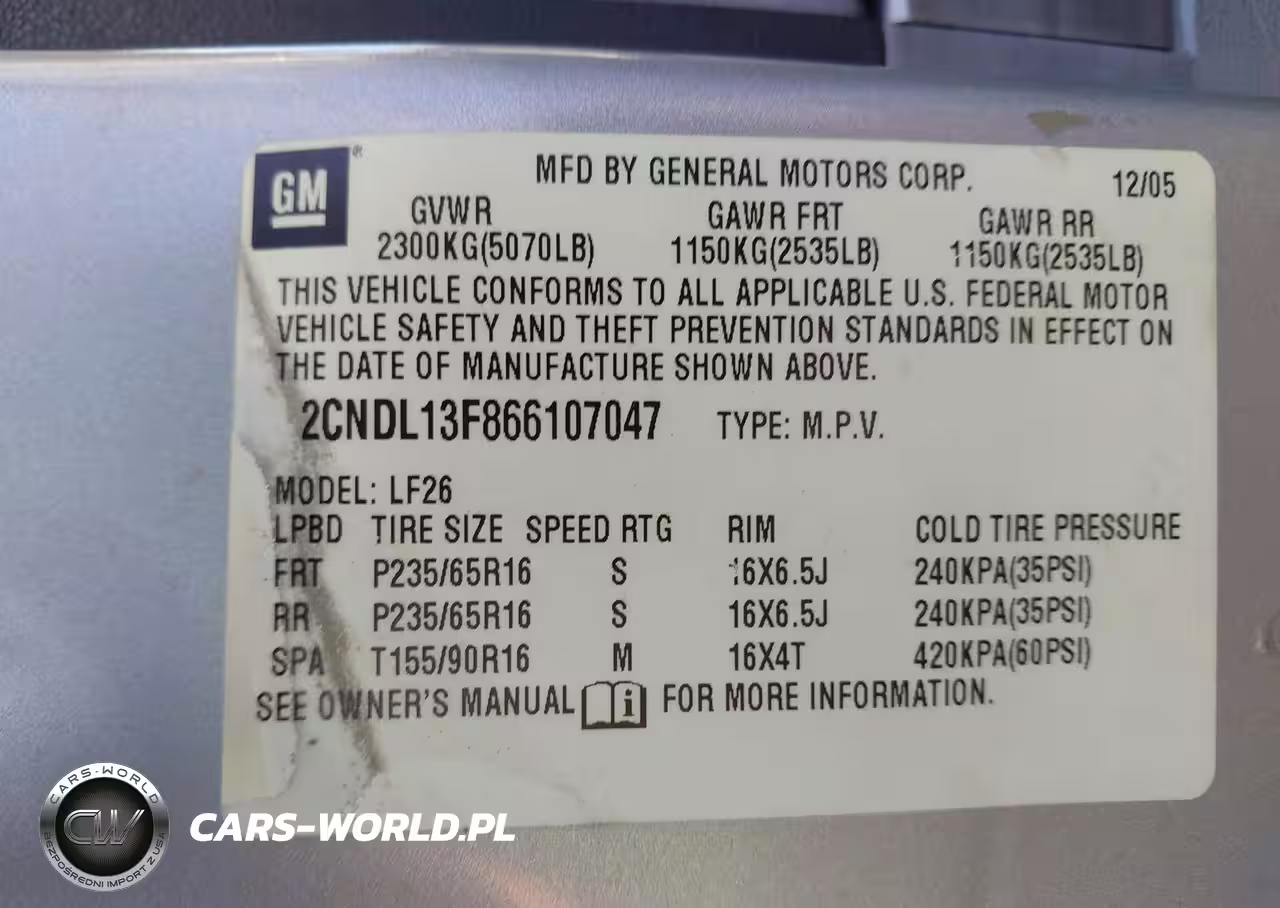 GM®
MFD BY GENERAL MOTORS CORP. 12/05
GVWR GAWR FRT GAWR RR
2300KG(5070LB) 1150KG(2535LB) 1150KG(2535LB)
THIS VEHICLE CONFORMS TO ALL APPLICABLE U.S. FEDERAL MOTOR
VEHICLE SAFETY AND THEFT PREVENTION STANDARDS IN EFFECT ON
THE DATE OF MANUFACTURE SHOWN ABOVE.
2CNDL13F866107047 TYPE: M.P.V.
MODEL: LF26
LPBD TIRE SIZE SPEED RTG RIM COLD TIRE PRESSURE
FRT P235/65R16 S 16X6.5J 240KPA(35PSI)
RR P235/65R16 S 16X6.5J 240KPA(35PSI)
SPA T155/90R16 M 16X4T 420KPA(60PSI)
SEE OWNER'S MANUAL i FOR MORE INFORMATION.
CARS-WORLD
CW
BEZPOŚREDNI IMPORT Z USA
CARS-WORLD.PL